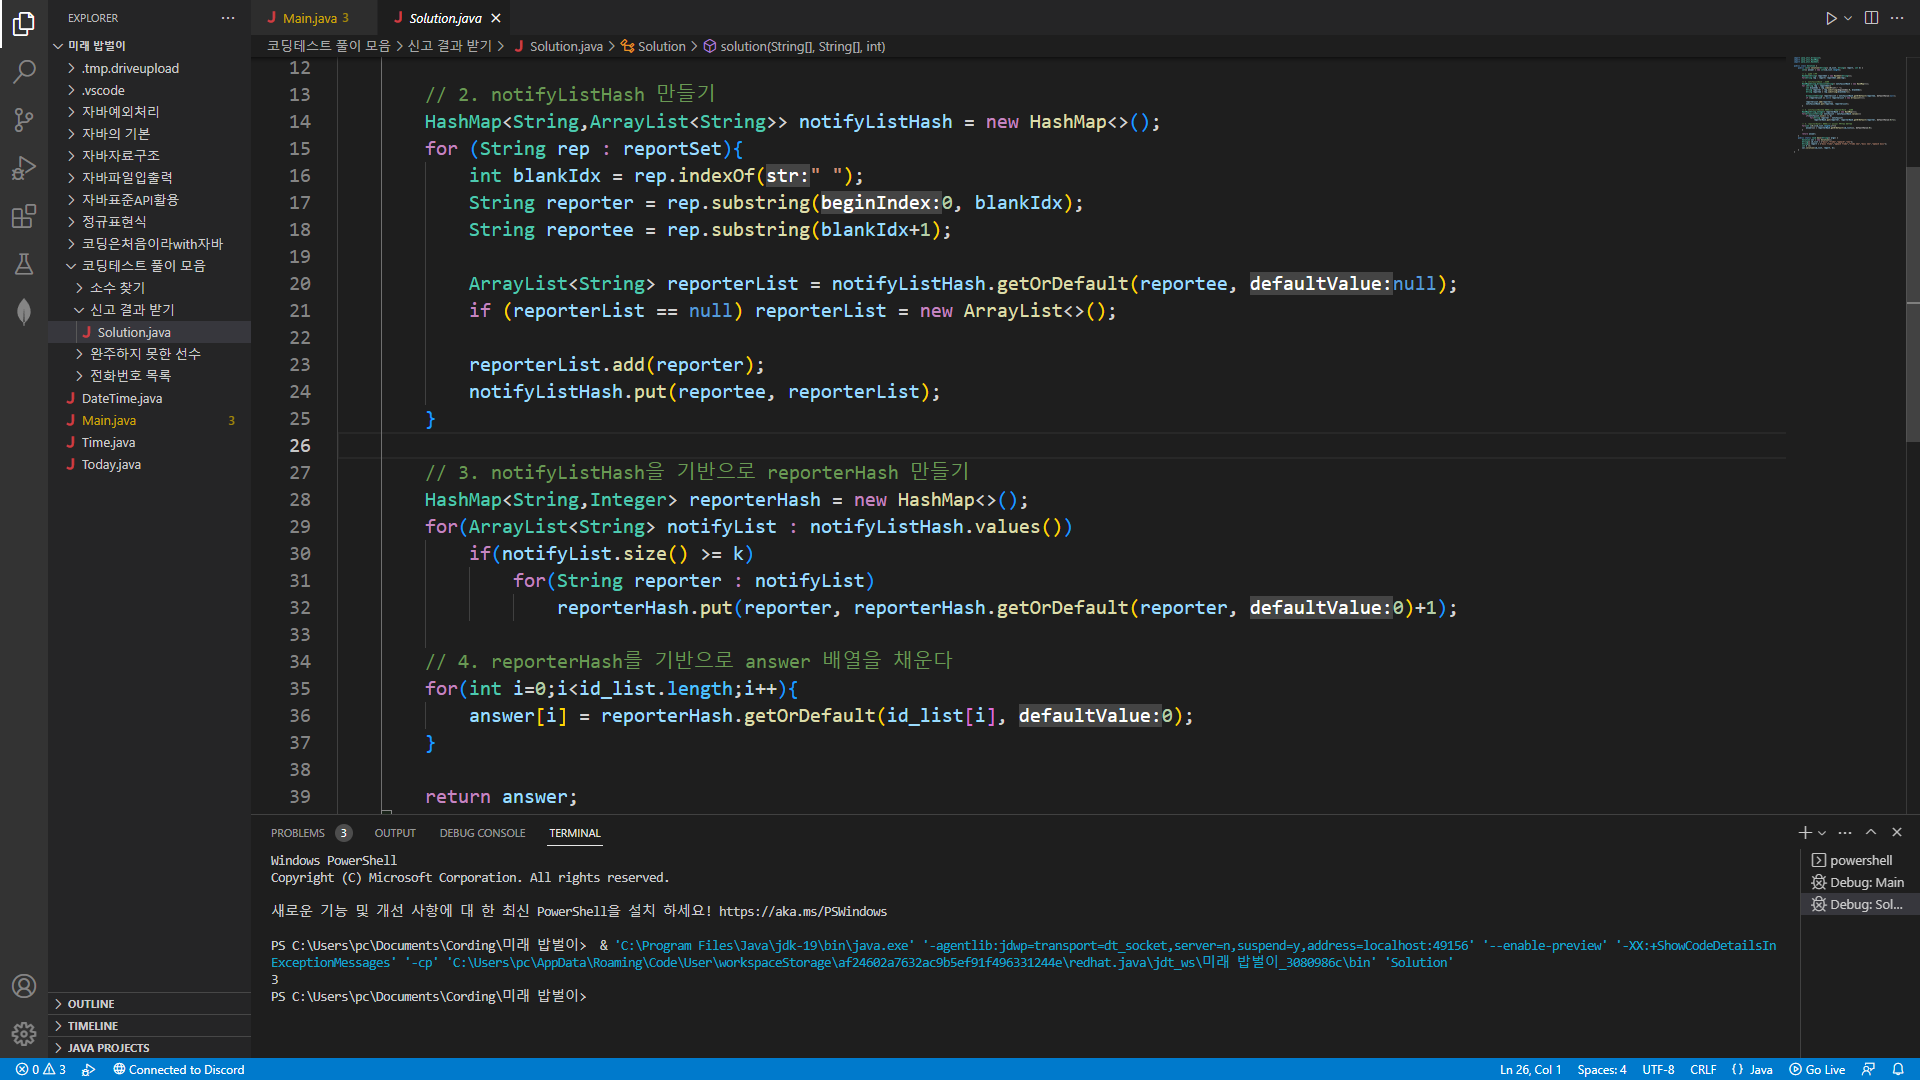 EXPLORER
미래 밥벌이
.tmp.driveupload
.vscode
자바예외처리
자바의 기본
자바자료구조
자바파일입출력
자바표준API활용
정규표현식
코딩은처음이라with자바
코딩테스트 풀이 모음
소수 찾기
신고 결과 받기
Solution.java
완주하지 못한 선수
전화번호 목록
DateTime.java
Main.java 3
Time.java
Today.java
OUTLINE
TIMELINE
JAVA PROJECTS
Main.java 3 Solution.java
코딩테스트 풀이 모음 > 신고 결과 받기 > Solution.java > Solution > solution(String[], String[], int)
12
13 // 2. notifyListHash 만들기
14 HashMap<String,ArrayList<String>> notifyListHash = new HashMap<>();
15 for (String rep : reportSet){
16 int blankIdx = rep.indexOf(str:" ");
17 String reporter = rep.substring(beginIndex:0, blankIdx);
18 String reportee = rep.substring(blankIdx+1);
19
20 ArrayList<String> reporterList = notifyListHash.getOrDefault(reportee, defaultValue:null);
21 if (reporterList == null) reporterList = new ArrayList<>();
22
23 reporterList.add(reporter);
24 notifyListHash.put(reportee, reporterList);
25 }
26
27 // 3. notifyListHash을 기반으로 reporterHash 만들기
28 HashMap<String,Integer> reporterHash = new HashMap<>();
29 for(ArrayList<String> notifyList : notifyListHash.values())
30 if(notifyList.size() >= k)
31 for(String reporter : notifyList)
32 reporterHash.put(reporter, reporterHash.getOrDefault(reporter, defaultValue:0)+1);
33
34 // 4. reporterHash를 기반으로 answer 배열을 채운다
35 for(int i=0;i<id_list.length;i++){
36 answer[i] = reporterHash.getOrDefault(id_list[i], defaultValue:0);
37 }
38
39 return answer;
PROBLEMS 3 OUTPUT DEBUG CONSOLE TERMINAL
Windows PowerShell
Copyright (C) Microsoft Corporation. All rights reserved.
새로운 기능 및 개선 사항에 대 한 최신 PowerShell을 설치 하세요! https://aka.ms/PSWindows
PS C:\Users\pc\Documents\Cording\미래 밥벌이> & 'C:\Program Files\Java\jdk-19\bin\java.exe' '-agentlib:jdwp=transport=dt_socket,server=n,suspend=y,address=localhost:49156' '--enable-preview' '-XX:+ShowCodeDetailsIn
ExceptionMessages' '-cp' 'C:\Users\pc\AppData\Roaming\Code\User\workspaceStorage\af24602a7632ac9b5ef91f496331244e\redhat.java\jdt_ws\미래 밥벌이_3080986c\bin' 'Solution'
3
PS C:\Users\pc\Documents\Cording\미래 밥벌이>
powershell
Debug: Main
Debug: Sol...
0 3 Connected to Discord Ln 26, Col 1 Spaces: 4 UTF-8 CRLF {} Java Go Live